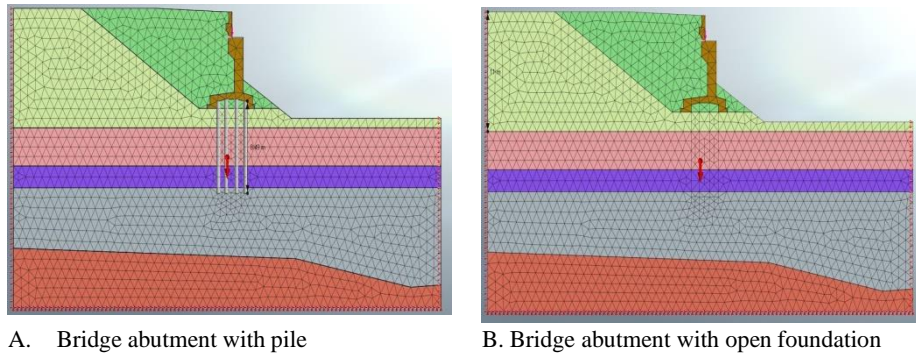 A. Bridge abutment with pile
B. Bridge abutment with open foundation